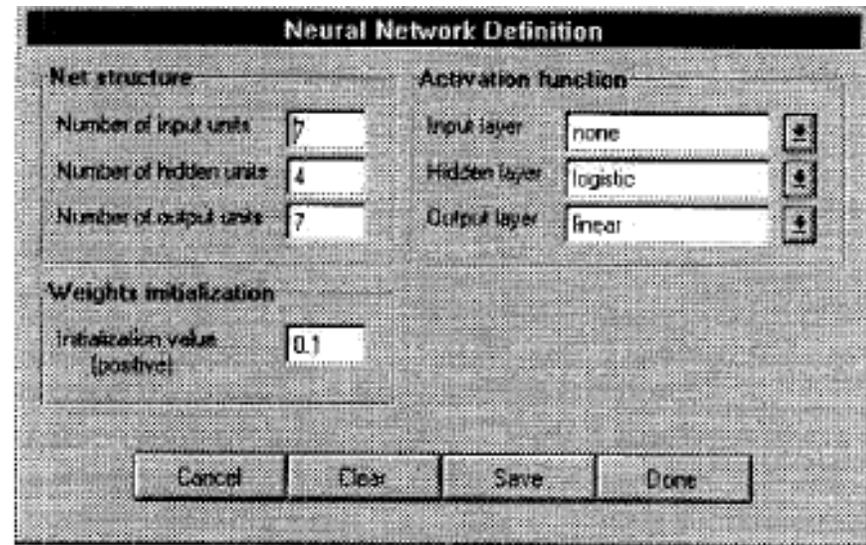 Neural Network Definition
Net structure
Number of input units 7
Number of hidden units 4
Number of output units 7
Activation function
Input layer none
Hidden layer logistic
Output layer linear
Weights initialization
Initialization value 0.1
(positive)
Cancel Clear Save Done